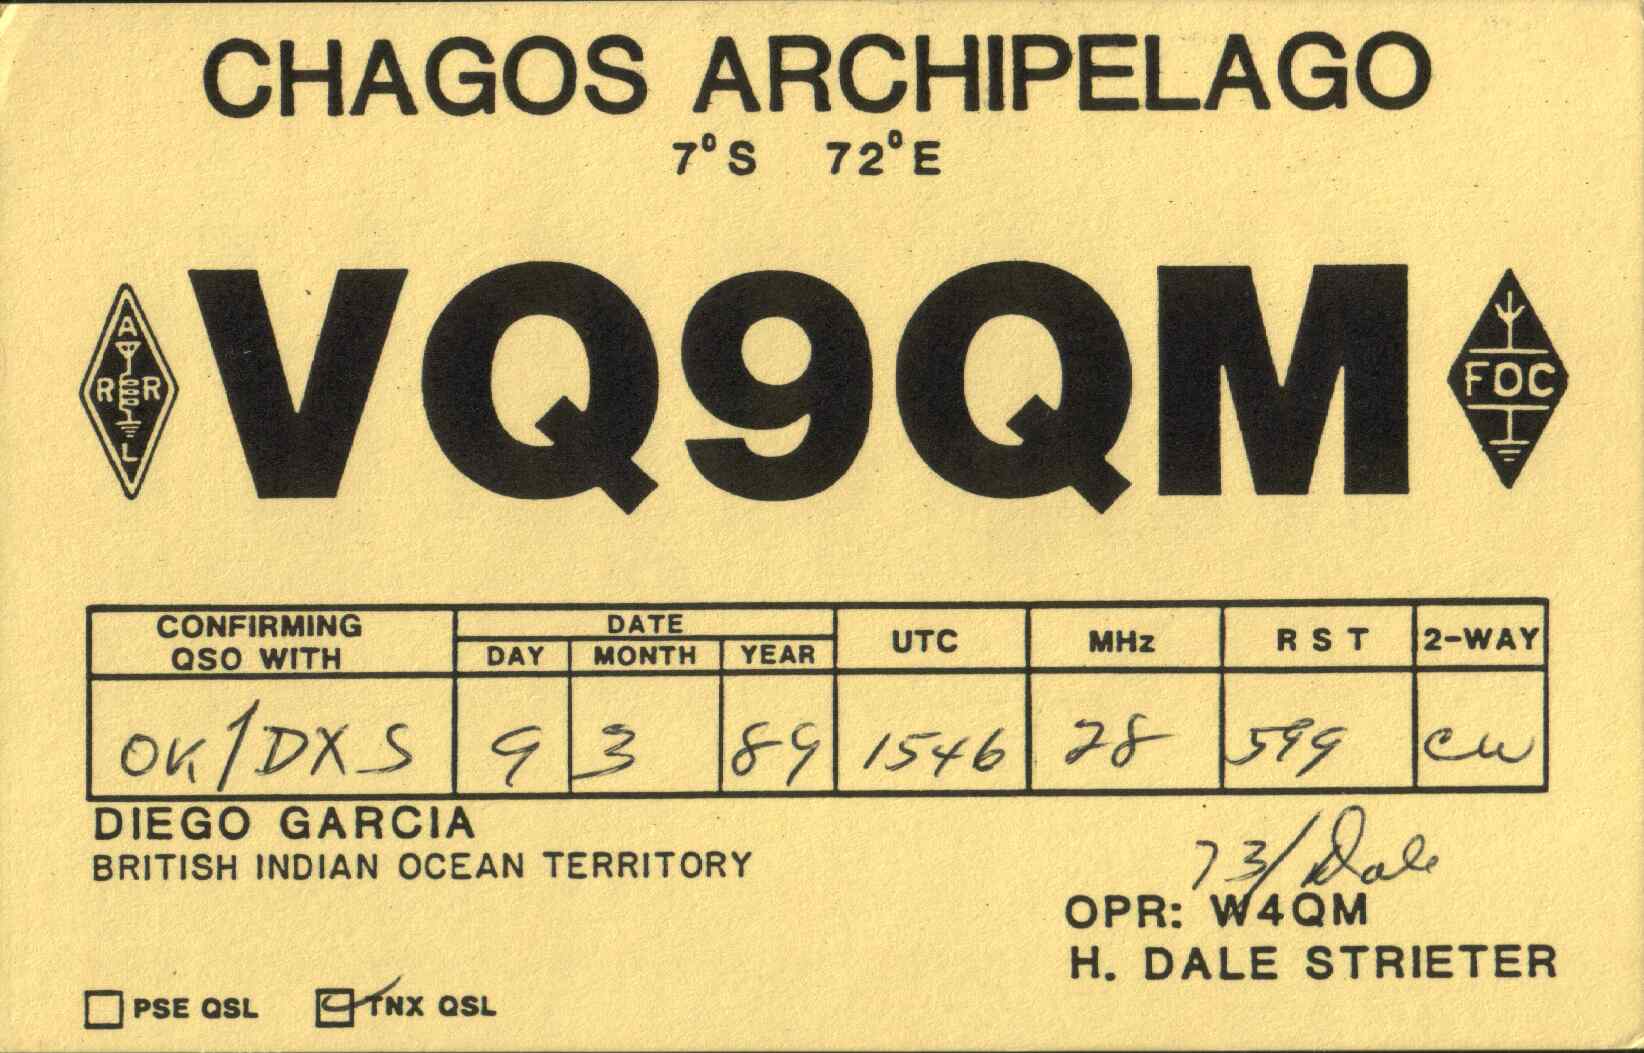 CHAGOS ARCHIPELAGO
7°S 72°E
A
R R
L
VQ9QM
FOC
CONFIRMING QSO WITH DATE DAY MONTH YEAR UTC MHz RST 2-WAY
OK1DXS 9 3 89 1546 28 599 CW
DIEGO GARCIA
BRITISH INDIAN OCEAN TERRITORY
73/Dale
OPR: W4QM
H. DALE STRIETER
PSE QSL TNX QSL